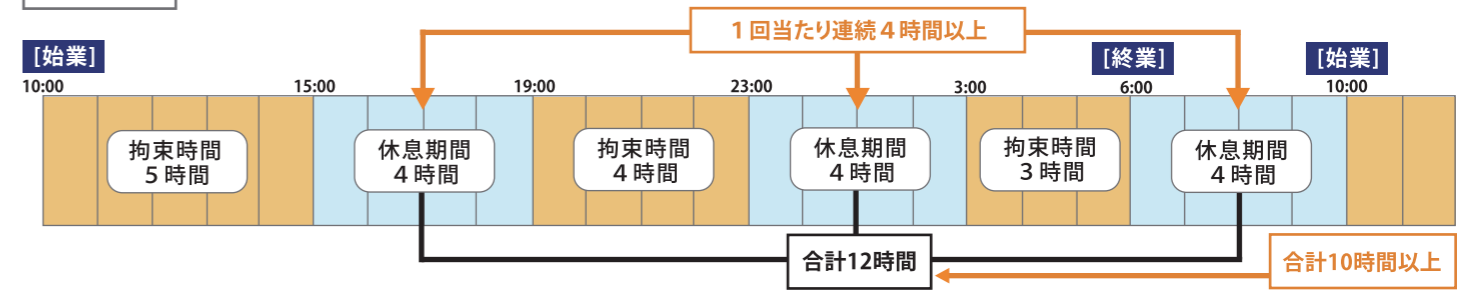 1回当たり連続4時間以上
[始業]
[終業]
[始業]
10:00
15:00
19:00
23:00
3:00
6:00
10:00
拘束時間
5時間
休息期間
4時間
拘束時間
4時間
休息期間
4時間
拘束時間
3時間
休息期間
4時間
合計12時間
合計10時間以上